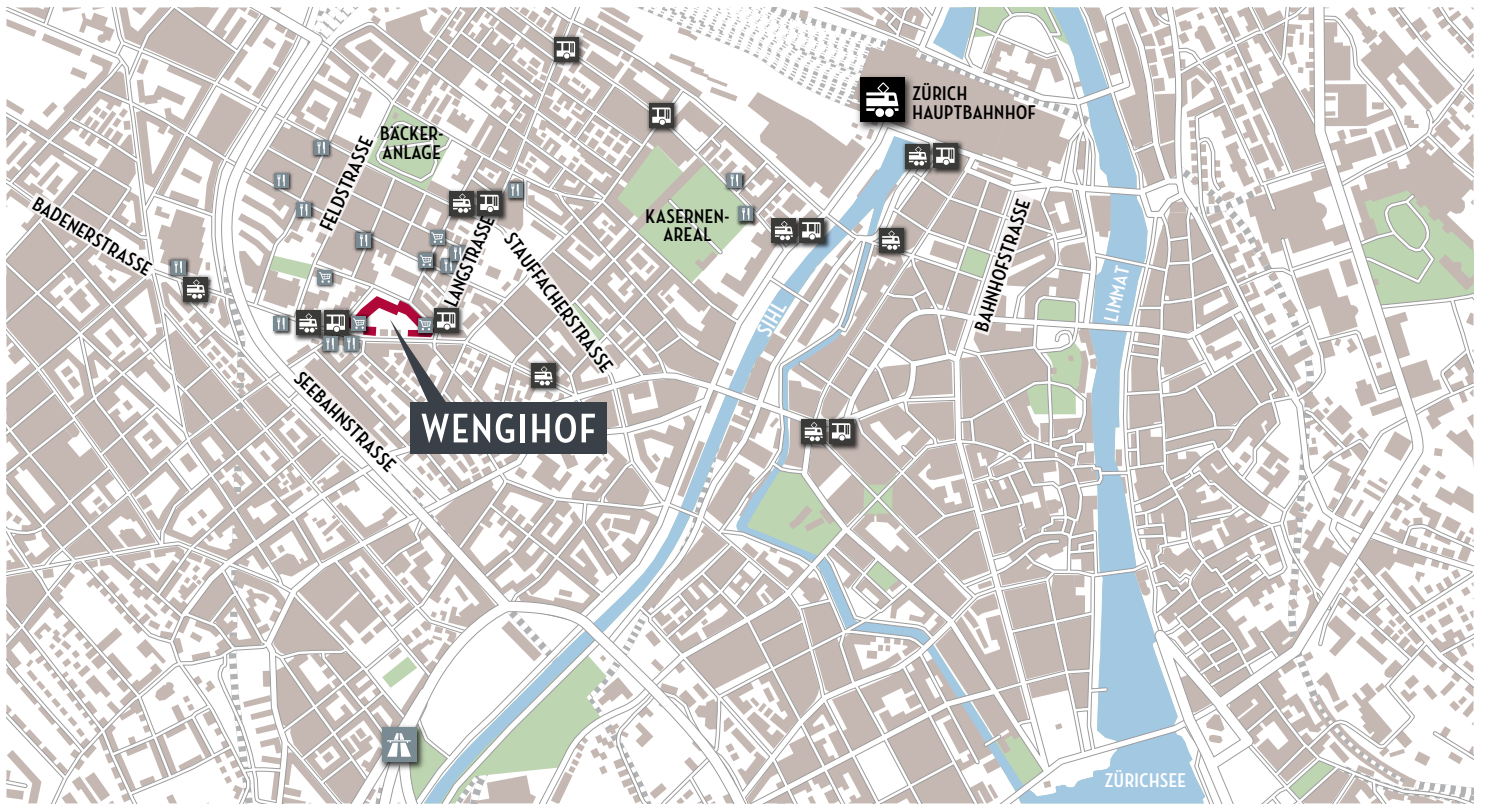 ZÜRICH
HAUPTBAHNHOF
BÄCKER-
ANLAGE
FELDSTRASSE
BADENERSTRASSE
LANGSTRASSE
STAUFFACHERSTRASSE
KASERNEN-
AREAL
BAHNHOFSTRASSE
LIMMAT
SIHL
SEEBAHNSTRASSE
WENGIHOF
ZÜRICHSEE